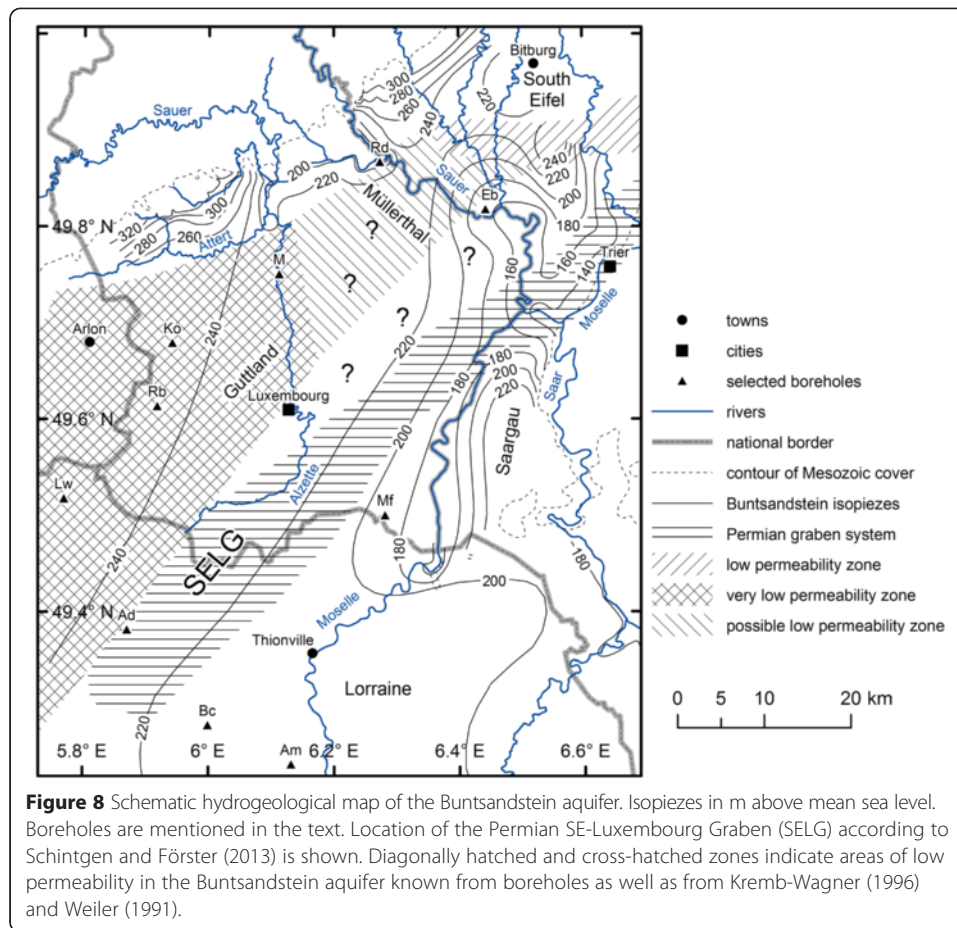 Bitburg
South
Eifel
300
280
260
240
220
Sauer
Rd
200
220
Sauer
Müllerthal
240
220
200
Eb
180
49.8° N
320
300
280
260
Attert
M
?
?
?
?
160
Trier
160
140
Moselle
240
Arlon
Ko
Rb
Guttland
Luxembourg
220
180
180
200
220
Saar
49.6° N
200
Saargau
Lw
Alzette
Mf
240
SELG
180
180
200
49.4° N
Ad
Moselle
Thionville
220
Lorraine
Bc
Am
5.8° E
6° E
6.2° E
6.4° E
6.6° E
towns
cities
selected boreholes
rivers
national border
contour of Mesozoic cover
Buntsandstein isopiezes
Permian graben system
low permeability zone
very low permeability zone
possible low permeability zone
0 5 10 20 km
Figure 8 Schematic hydrogeological map of the Buntsandstein aquifer. Isopiezes in m above mean sea level.
Boreholes are mentioned in the text. Location of the Permian SE-Luxembourg Graben (SELG) according to
Schintgen and Förster (2013) is shown. Diagonally hatched and cross-hatched zones indicate areas of low
permeability in the Buntsandstein aquifer known from boreholes as well as from Kremb-Wagner (1996)
and Weiler (1991).